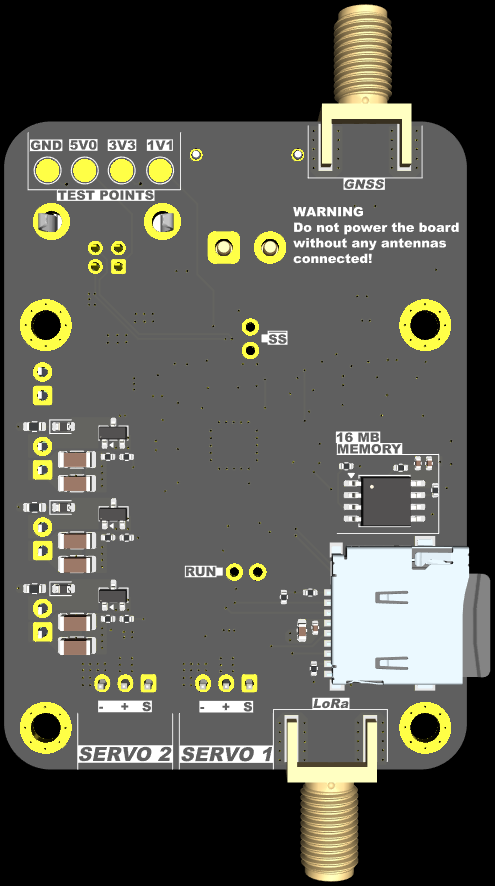 GND 5V0 3V3 1V1
TEST POINTS
GNSS
WARNING
Do not power the board
without any antennas
connected!
SS
16 MB
MEMORY
RUN
- + S
- + S
LoRa
SERVO 2
SERVO 1